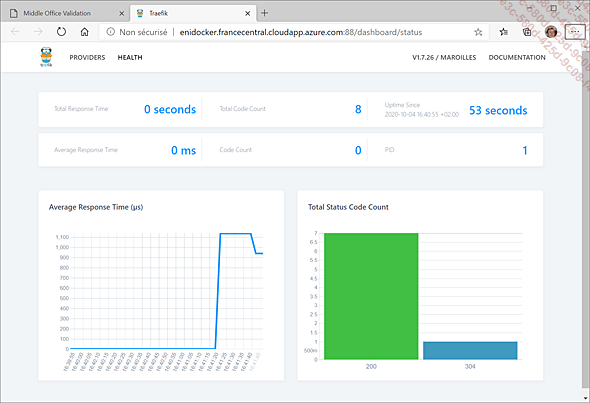 Middle Office Validation
Traefik
Non sécurisé | enidocker.francecentral.cloudapp.azure.com:88/dashboard/status
PROVIDERS HEALTH V1.7.26 / MAROILLES DOCUMENTATION
Total Response Time 0 seconds Total Code Count 8 Uptime Since 53 seconds
2020-10-04 16:40:55 +02:00
Average Response Time 0 ms Code Count 0 PID 1
Average Response Time (µs)
1,100
1,000
900
800
700
600
500
400
300
200
100
0
16:39:55 16:40:00 16:40:05 16:40:10 16:40:15 16:40:20 16:40:25 16:40:30 16:40:35 16:40:40 16:40:45 16:40:50 16:40:55 16:41:00 16:41:05 16:41:10 16:41:15 16:41:20 16:41:25 16:41:30 16:41:35 16:41:40 16:41:45
Total Status Code Count
7
6.5
6
5.5
5
4.5
4
3.5
3
2.5
2
1.5
1
500m
0
200 304